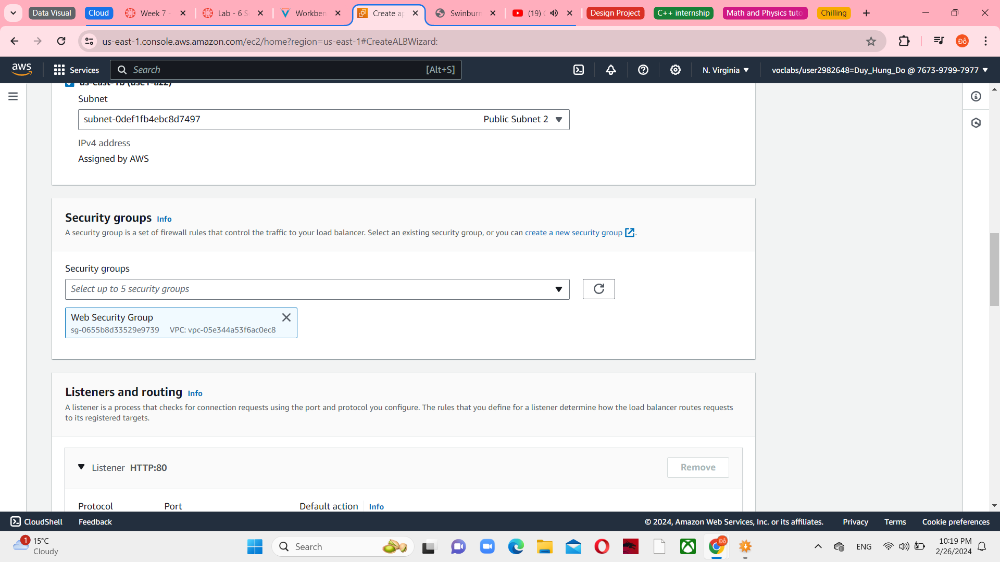 Data Visual
Cloud
Week 7 -
Lab - 6 S
Workben
Create ap
Swinburn
(19)
Design Project
C++ internship
Math and Physics tuto
Chilling
us-east-1.console.aws.amazon.com/ec2/home?region=us-east-1#CreateALBWizard:
Đỗ
aws
Services
Search
[Alt+S]
N. Virginia
voclabs/user2982648=Duy_Hung_Do @ 7673-9799-7977
us-east-1b (use1-az2)
Subnet
subnet-0def1fb4ebc8d7497
Public Subnet 2
IPv4 address
Assigned by AWS
Security groups Info
A security group is a set of firewall rules that control the traffic to your load balancer. Select an existing security group, or you can create a new security group.
Security groups
Select up to 5 security groups
Web Security Group
sg-0655b8d33529e9739 VPC: vpc-05e344a53f6ac0ec8
Listeners and routing Info
A listener is a process that checks for connection requests using the port and protocol you configure. The rules that you define for a listener determine how the load balancer routes requests
to its registered targets.
Listener HTTP:80
Remove
Protocol
Port
Default action
Info
CloudShell
Feedback
© 2024, Amazon Web Services, Inc. or its affiliates.
Privacy
Terms
Cookie preferences
1
15°C
Cloudy
Search
Đỗ
ENG
10:19 PM
2/26/2024